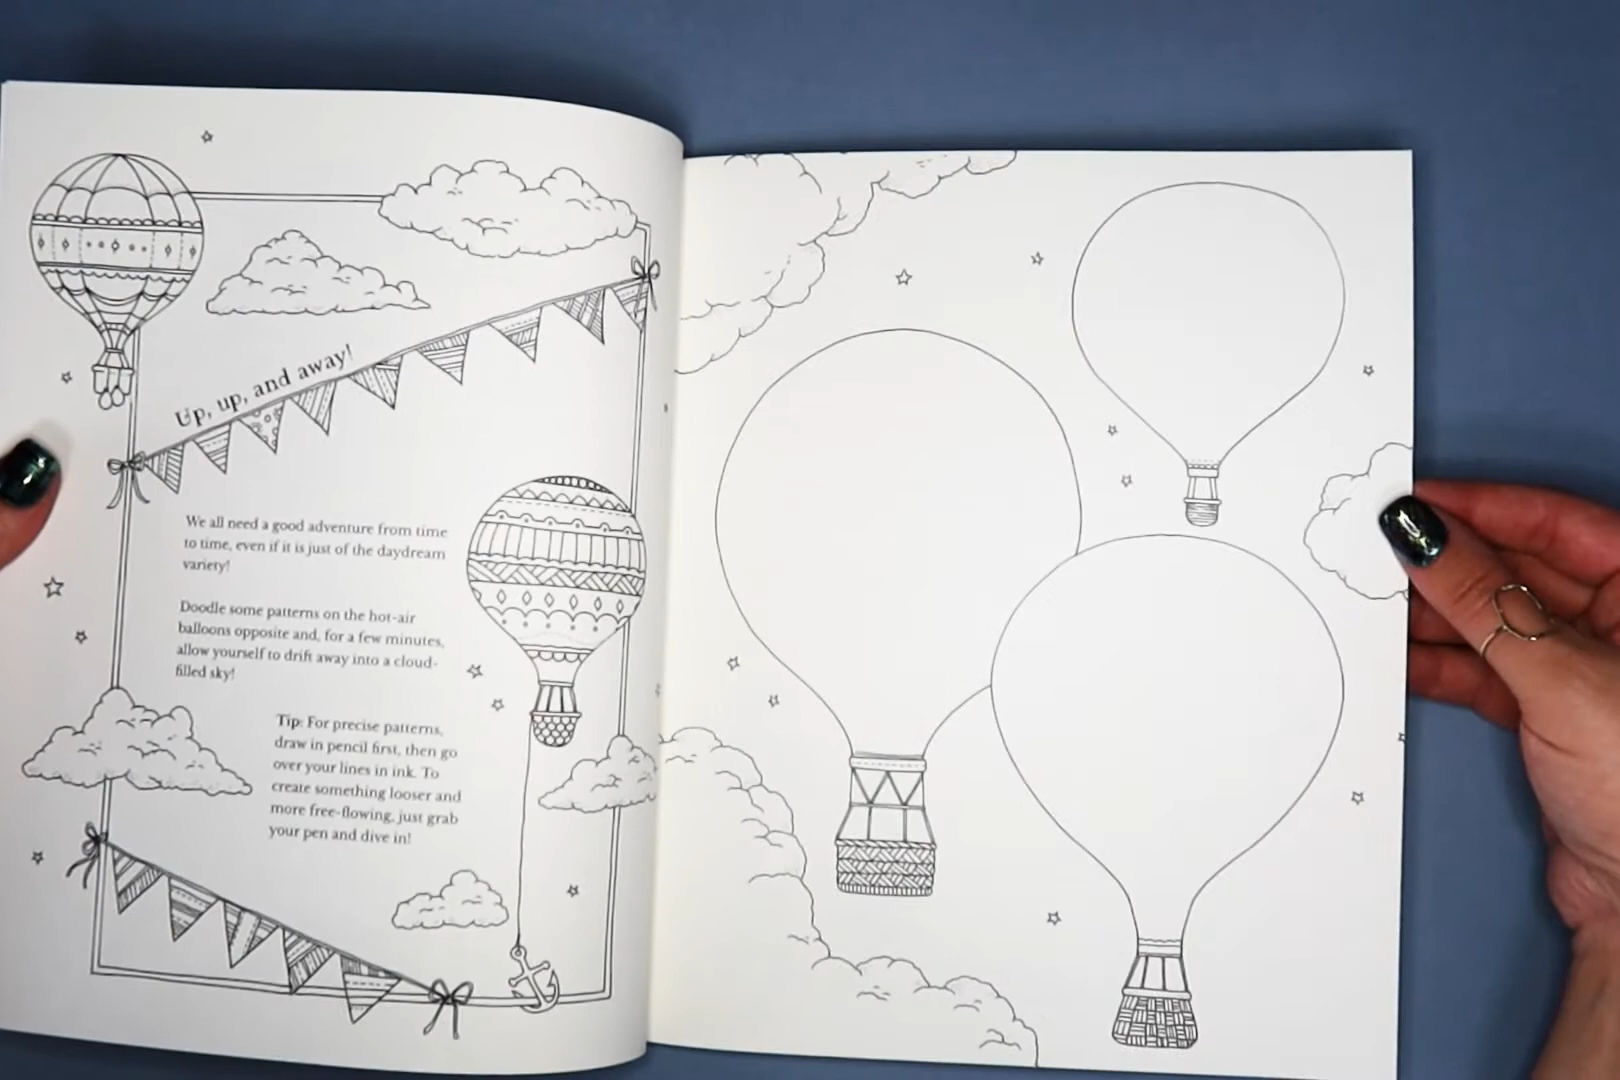 Up, up, and away!
We all need a good adventure from time
to time, even if it is just of the daydream
variety!
Doodle some patterns on the hot-air
balloons opposite and, for a few minutes,
allow yourself to drift away into a cloud-
filled sky!
Tip: For precise patterns,
draw in pencil first, then go
over your lines in ink. To
create something looser and
more free-flowing, just grab
your pen and dive in!